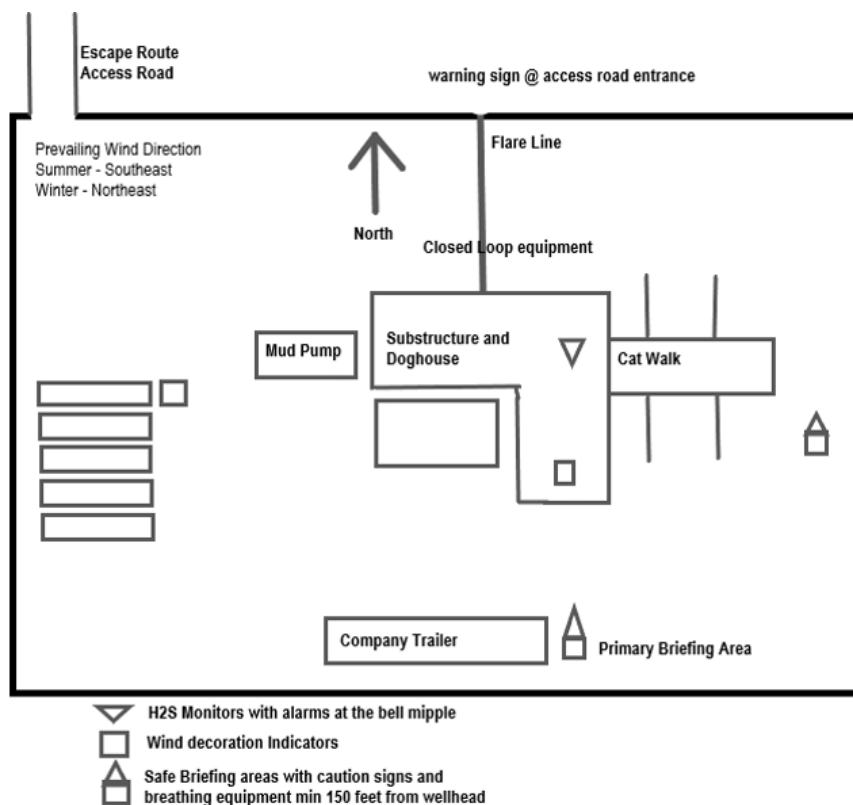 Escape Route
Access Road
warning sign @ access road entrance
Prevailing Wind Direction
Summer - Southeast
Winter - Northeast
Flare Line
North
Closed Loop equipment
Mud Pump
Substructure and
Doghouse
Cat Walk
Company Trailer
Primary Briefing Area
H2S Monitors with alarms at the bell mipple
Wind decoration Indicators
Safe Briefing areas with caution signs and
breathing equipment min 150 feet from wellhead